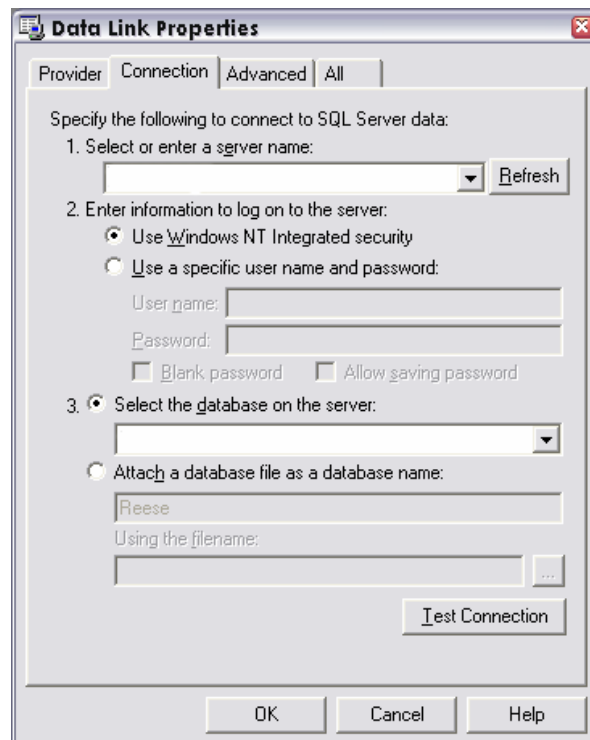 Data Link Properties
Provider Connection Advanced All
Specify the following to connect to SQL Server data:
1. Select or enter a server name:
Refresh
2. Enter information to log on to the server:
Use Windows NT Integrated security
Use a specific user name and password:
User name:
Password:
Blank password Allow saving password
3. Select the database on the server:
Attach a database file as a database name:
Reese
Using the filename:
...
Test Connection
OK Cancel Help